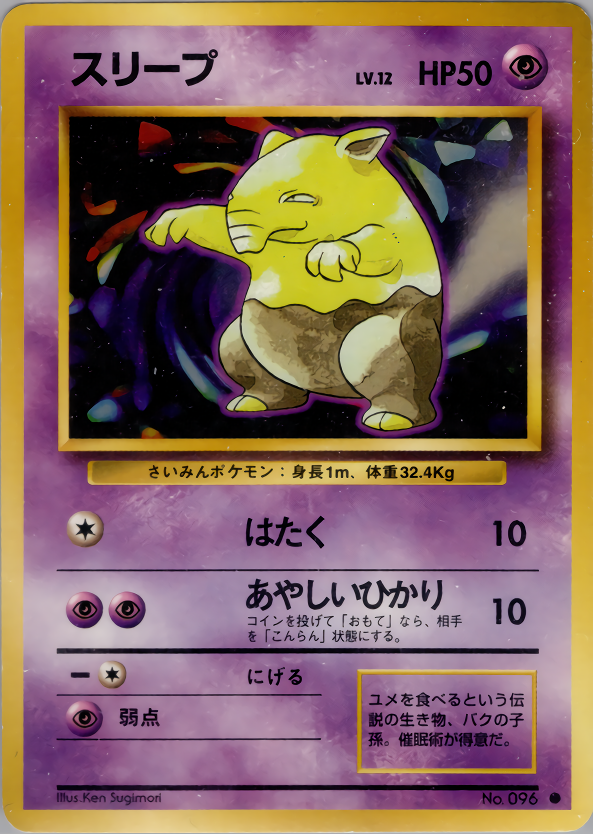 スリープ LV.12 HP50
さいみんポケモン:身長1m、体重32.4Kg
はたく 10
あやしいひかり 10
コインを投げて「おもて」なら、相手
を「こんらん」状態にする。
にげる
弱点
ユメを食べるという伝
説の生き物、バクの子
孫。催眠術が得意だ。
Illus.Ken Sugimori No. 096